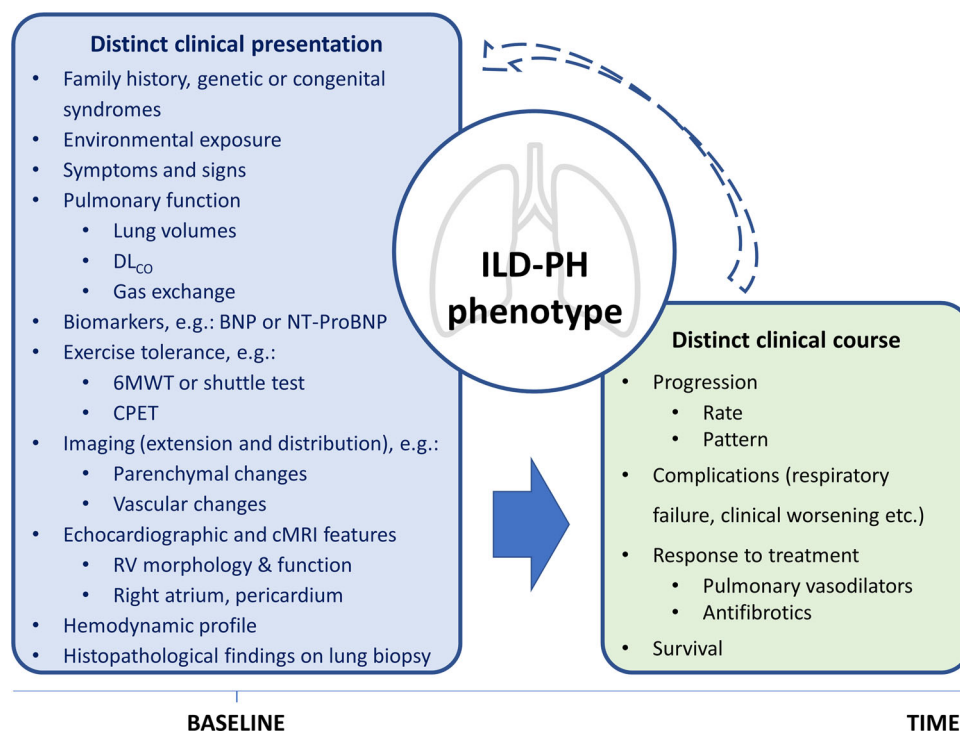 Distinct clinical presentation
• Family history, genetic or congenital
syndromes
• Environmental exposure
• Symptoms and signs
• Pulmonary function
• Lung volumes
• DLCO
• Gas exchange
• Biomarkers, e.g.: BNP or NT-ProBNP
• Exercise tolerance, e.g.:
• 6MWT or shuttle test
• CPET
• Imaging (extension and distribution), e.g.:
• Parenchymal changes
• Vascular changes
• Echocardiographic and cMRI features
• RV morphology & function
• Right atrium, pericardium
• Hemodynamic profile
• Histopathological findings on lung biopsy
ILD-PH
phenotype
Distinct clinical course
• Progression
• Rate
• Pattern
• Complications (respiratory
failure, clinical worsening etc.)
• Response to treatment
• Pulmonary vasodilators
• Antifibrotics
• Survival
BASELINE
TIME